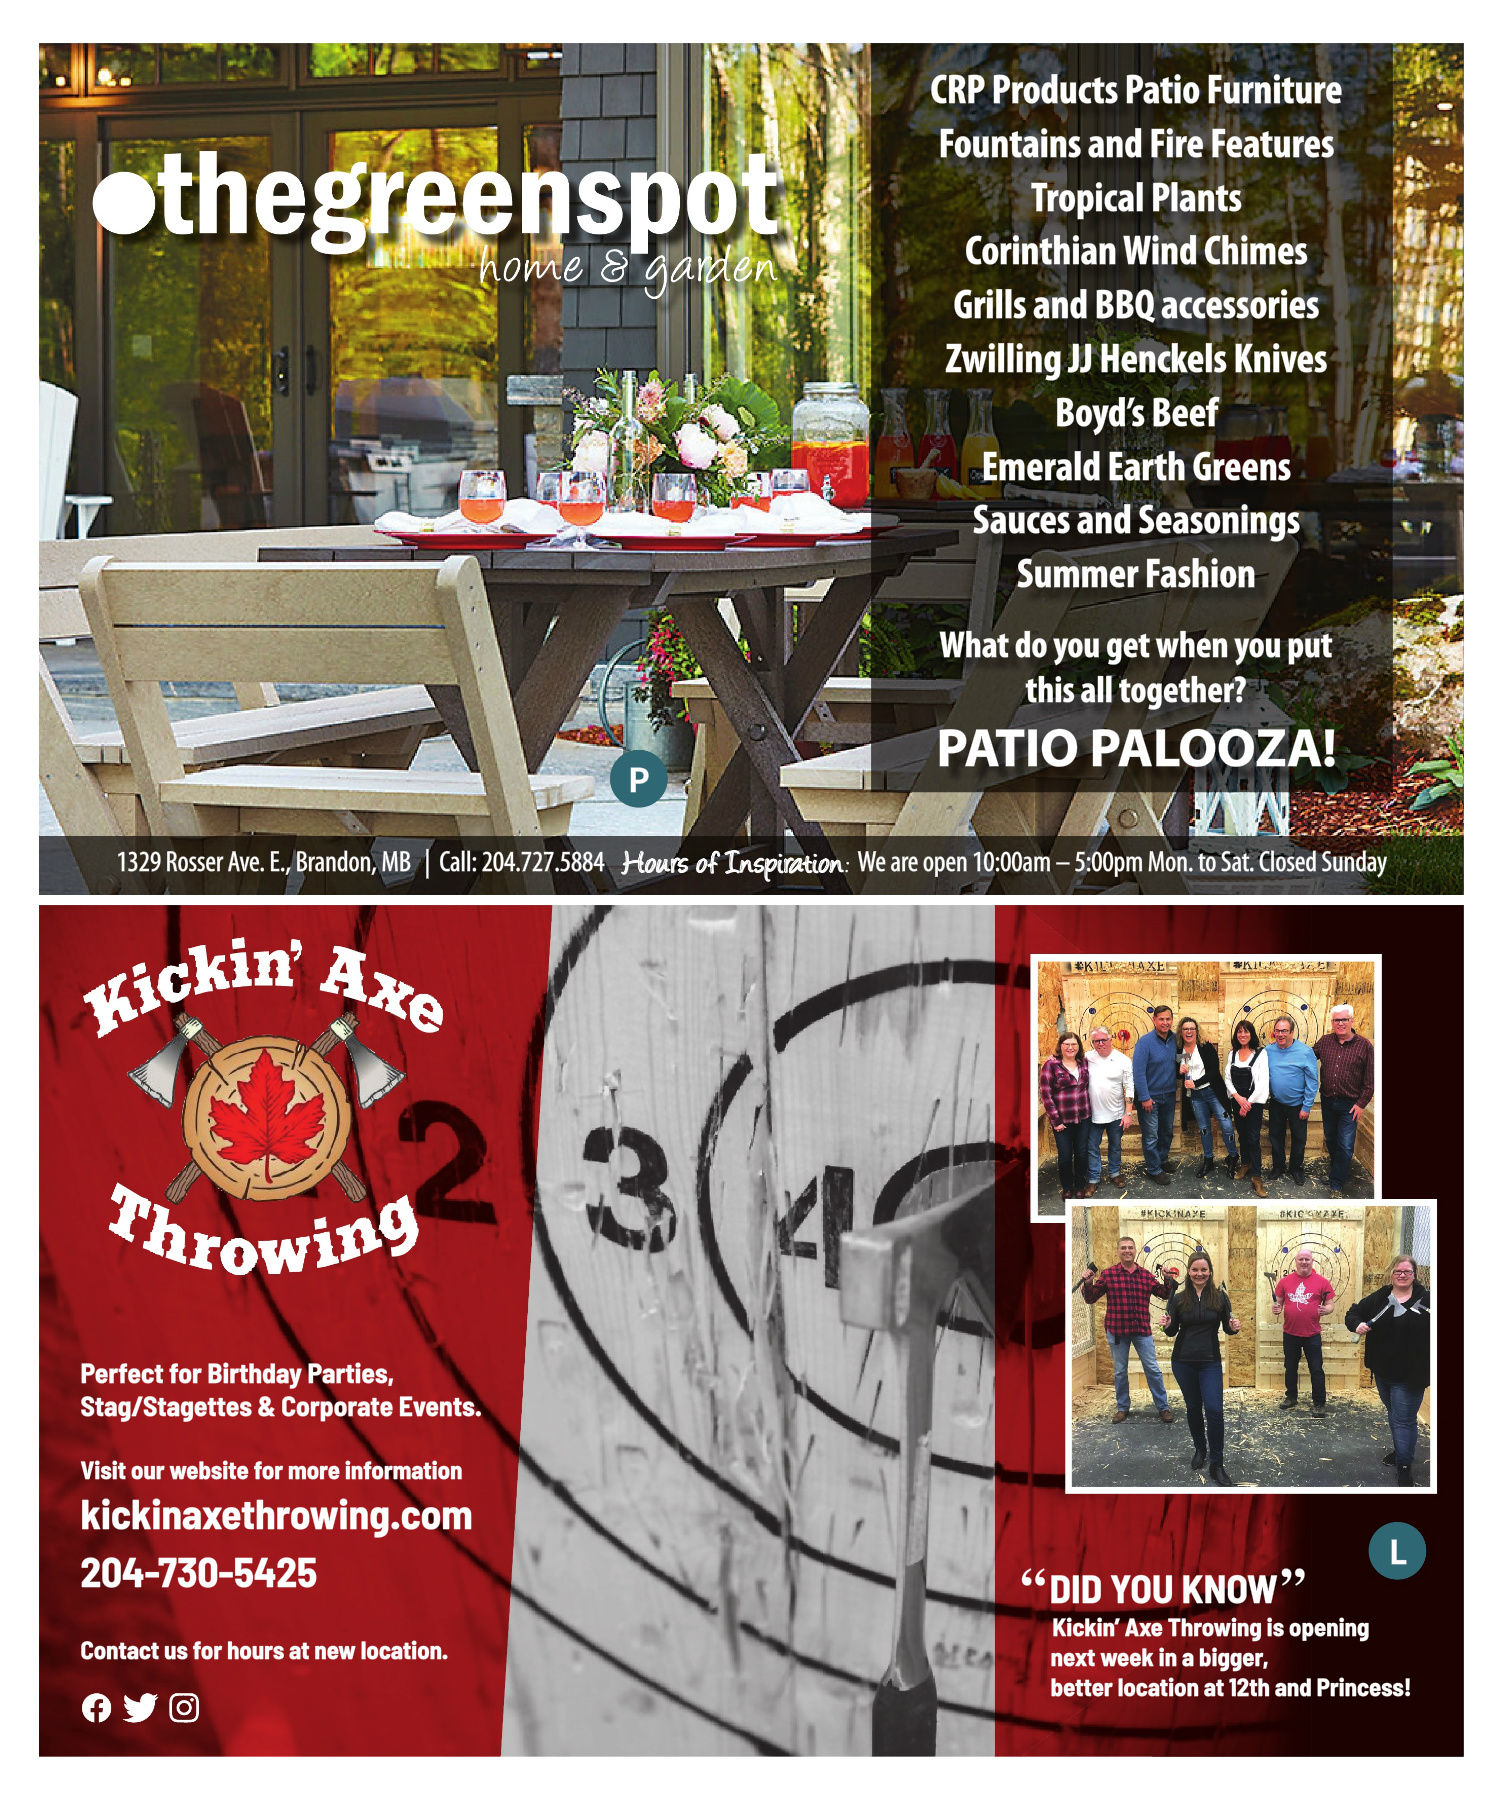 thegreenspot
home & garden
CRP Products Patio Furniture
Fountains and Fire Features
Tropical Plants
Corinthian Wind Chimes
Grills and BBQ accessories
Zwilling JJ Henckels Knives
Boyd's Beef
Emerald Earth Greens
Sauces and Seasonings
Summer Fashion
What do you get when you put
this all together?
PATIO PALOOZA!
P
1329 Rosser Ave. E., Brandon, MB | Call: 204.727.5884 Hours of Inspiration: We are open 10:00am – 5:00pm Mon. to Sat. Closed Sunday
Kickin' Axe
Throwing
2
3
4
Perfect for Birthday Parties,
Stag/Stagettes & Corporate Events.
Visit our website for more information
kickinaxethrowing.com
204-730-5425
Contact us for hours at new location.
#KICKINAXE
#KICKINAXE
L
“DID YOU KNOW”
Kickin' Axe Throwing is opening
next week in a bigger,
better location at 12th and Princess!